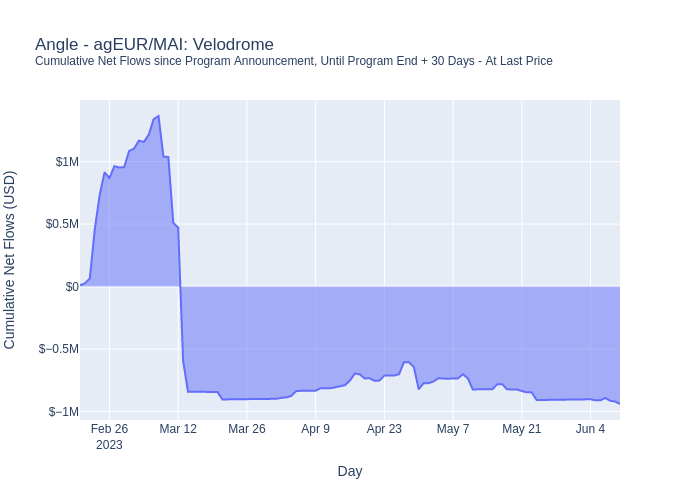 Angle - agEUR/MAI: Velodrome
Cumulative Net Flows since Program Announcement, Until Program End + 30 Days - At Last Price
Cumulative Net Flows (USD)
$1M
$0.5M
$0
$−0.5M
$−1M
Feb 26
2023
Mar 12
Mar 26
Apr 9
Apr 23
May 7
May 21
Jun 4
Day